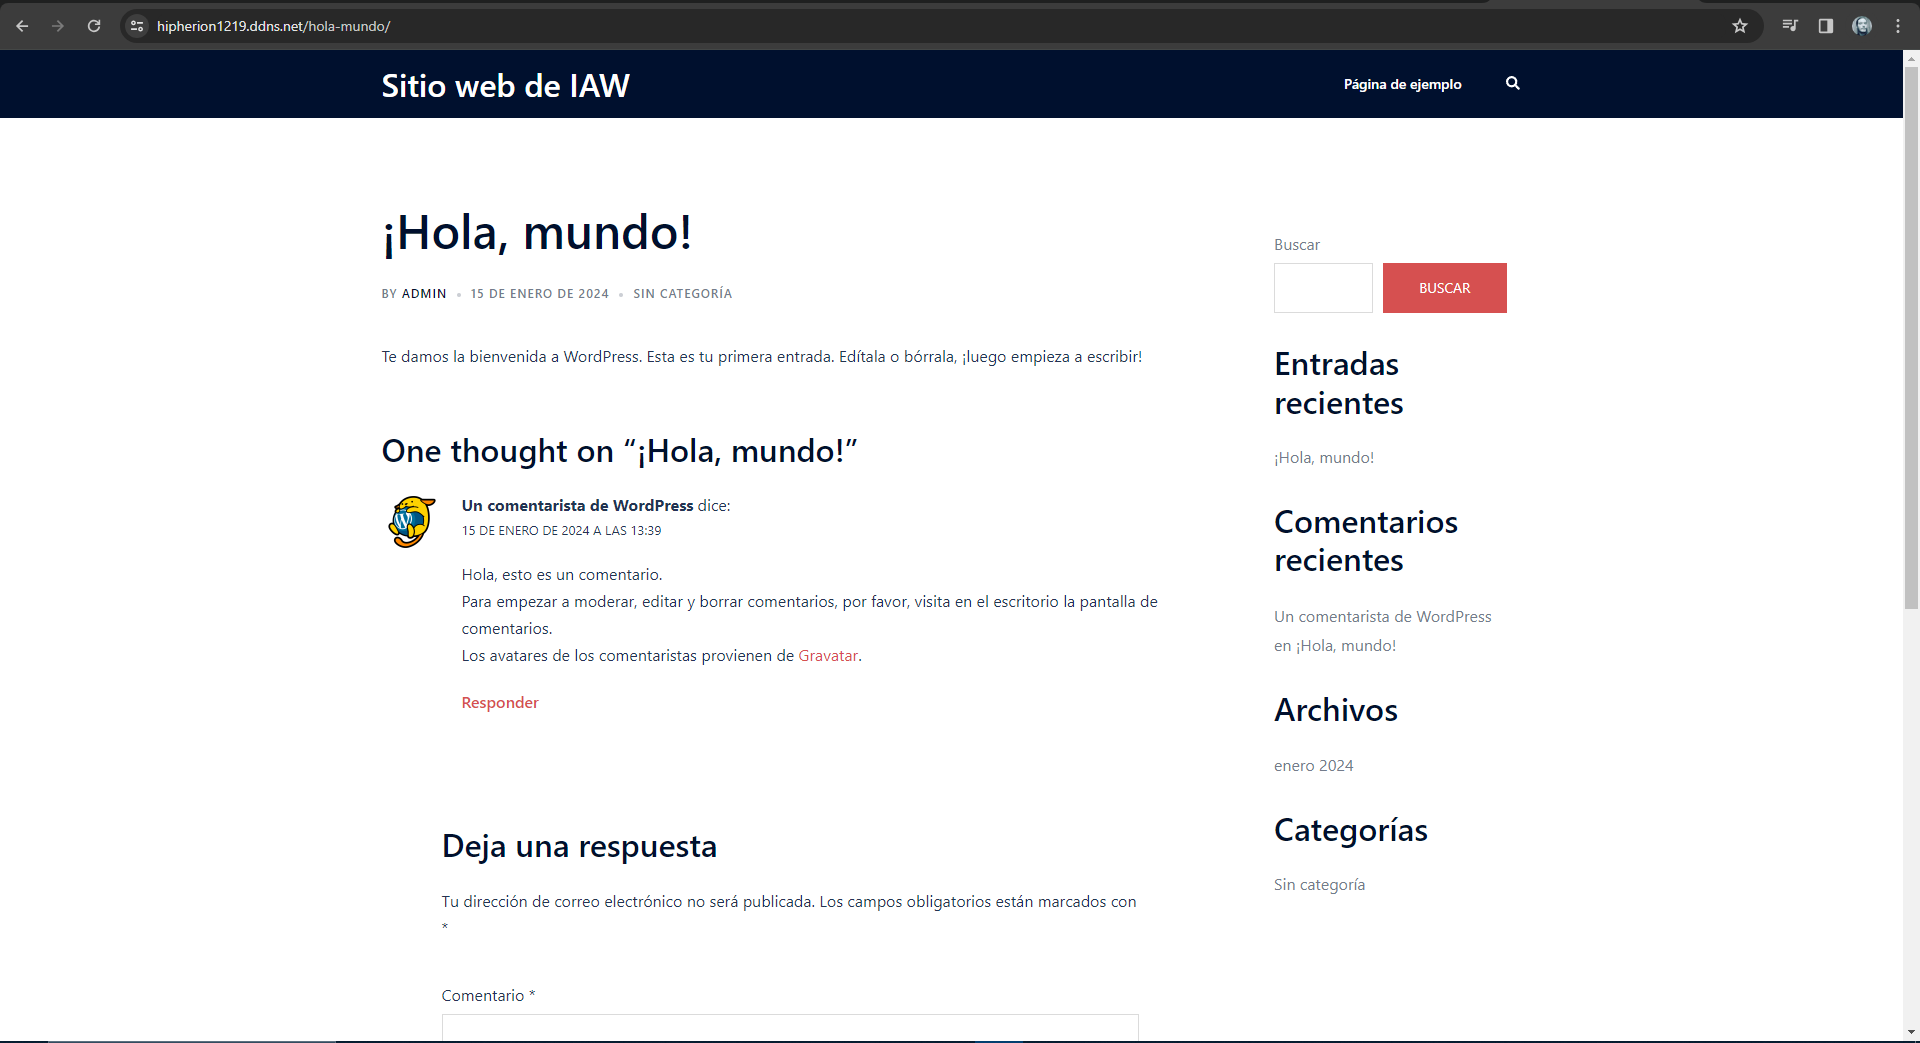 hipherion1219.ddns.net/hola-mundo/
Sitio web de IAW
Página de ejemplo
¡Hola, mundo!
BY ADMIN • 15 DE ENERO DE 2024 • SIN CATEGORÍA
Te damos la bienvenida a WordPress. Esta es tu primera entrada. Edítala o bórrala, ¡luego empieza a escribir!
One thought on “¡Hola, mundo!”
Un comentarista de WordPress dice:
15 DE ENERO DE 2024 A LAS 13:39
Hola, esto es un comentario.
Para empezar a moderar, editar y borrar comentarios, por favor, visita en el escritorio la pantalla de
comentarios.
Los avatares de los comentaristas provienen de Gravatar.
Responder
Deja una respuesta
Tu dirección de correo electrónico no será publicada. Los campos obligatorios están marcados con
*
Comentario *
Buscar
BUSCAR
Entradas
recientes
¡Hola, mundo!
Comentarios
recientes
Un comentarista de WordPress
en ¡Hola, mundo!
Archivos
enero 2024
Categorías
Sin categoría